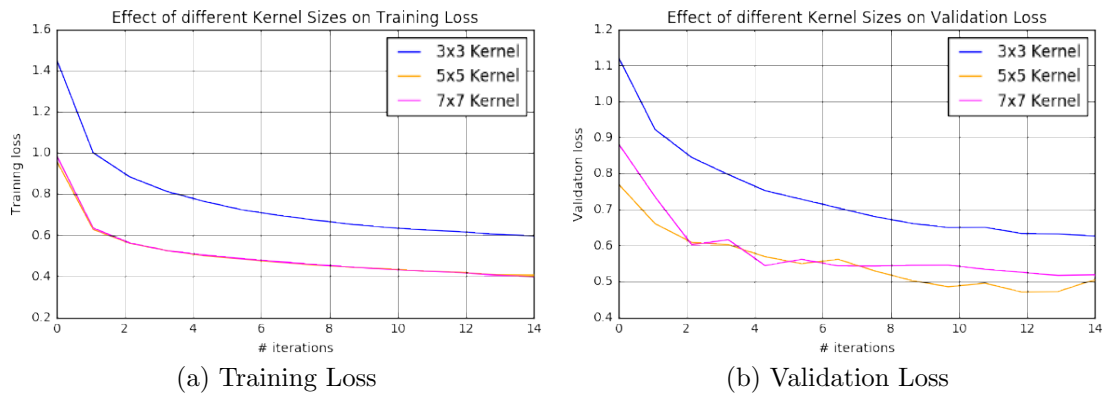 Effect of different Kernel Sizes on Training Loss
1.6
1.4
1.2
1.0
0.8
0.6
0.4
0.2
Training loss
3x3 Kernel
5x5 Kernel
7x7 Kernel
0 2 4 6 8 10 12 14
# iterations
(a) Training Loss
Effect of different Kernel Sizes on Validation Loss
1.2
1.1
1.0
0.9
0.8
0.7
0.6
0.5
0.4
Validation loss
3x3 Kernel
5x5 Kernel
7x7 Kernel
0 2 4 6 8 10 12 14
# iterations
(b) Validation Loss